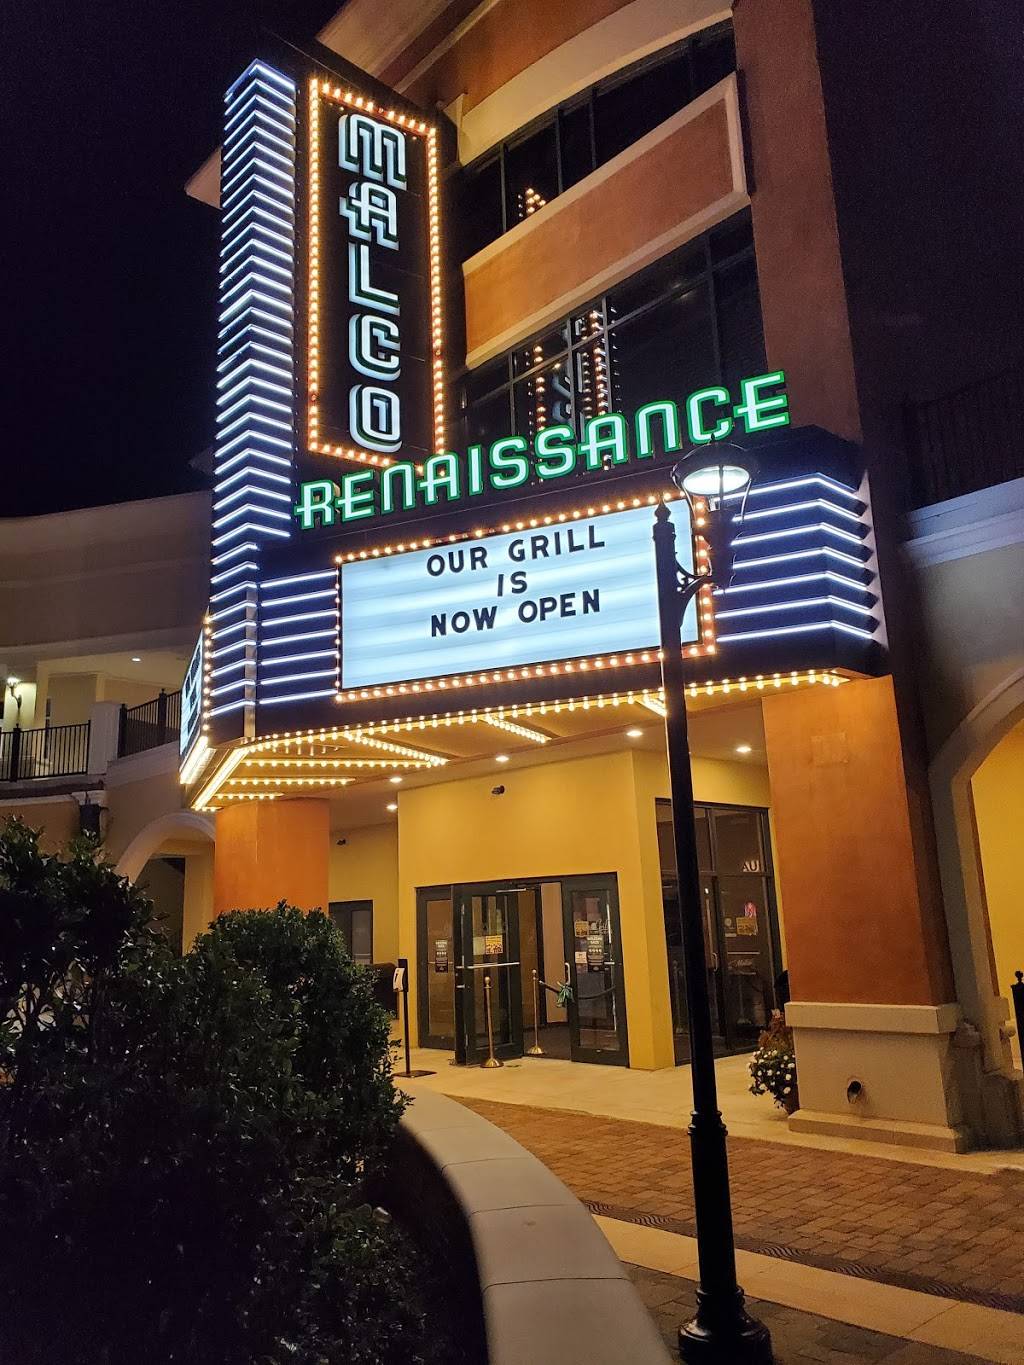 MALCO
RENAISSANCE
OUR GRILL
IS
NOW OPEN